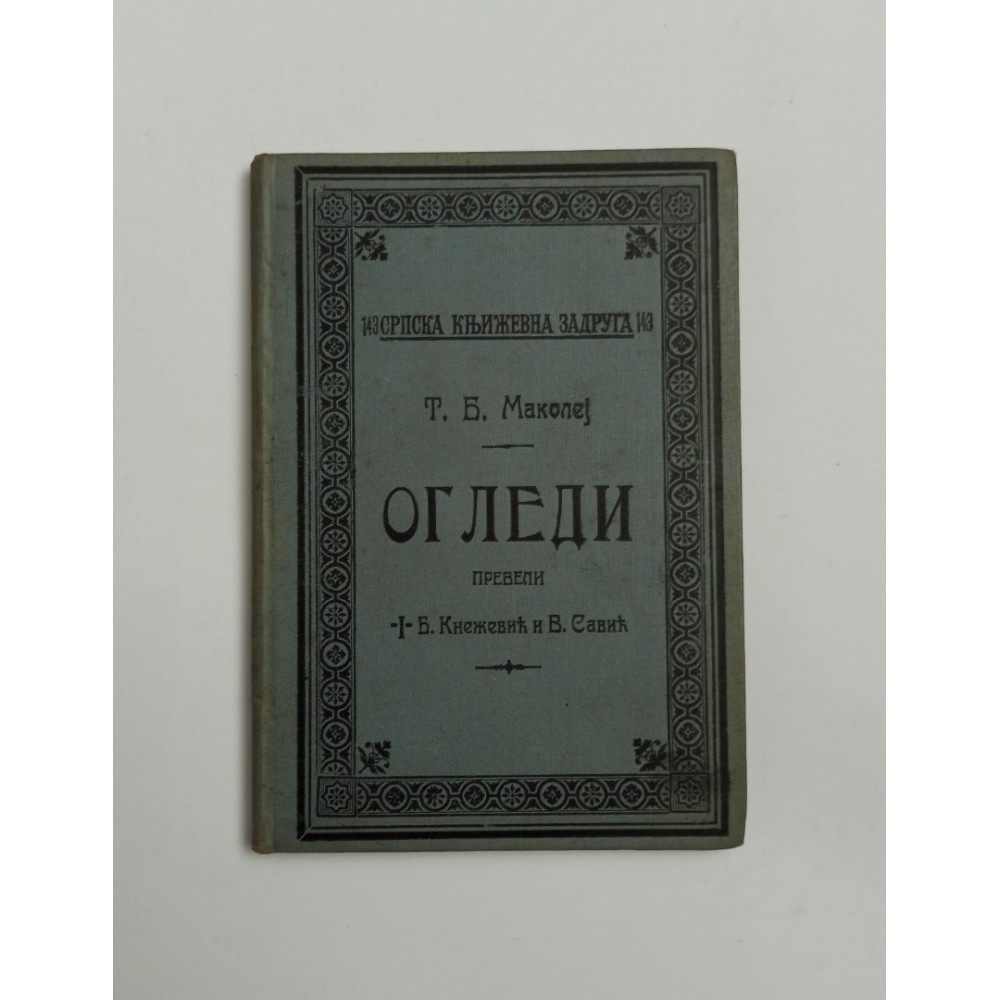 143 СРПСКА КЊИЖЕВНА ЗАДРУГА 143
Т. Б. Маколеј
ОГЛЕДИ
ПРЕВЕЛИ
† Б. Кнежевић и В. Савић